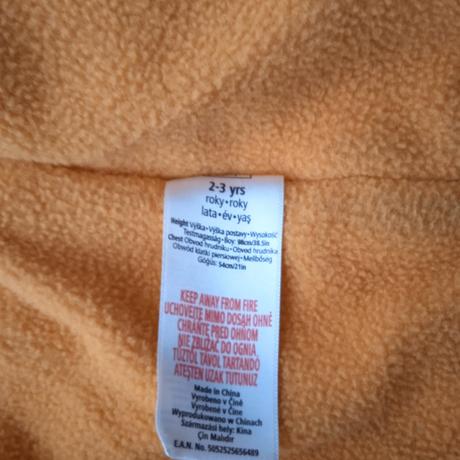 2-3 yrs
roky•roky
lata•év•yaş
Height Výška•Výška postavy•Wysokość
Testmagasság•Boy: 98cm/38.5in
Chest Obvod hrudníku•Obvod hrudníka
Obwód klatki piersiowej•Mellbőség
Göğüs: 54cm/21in
KEEP AWAY FROM FIRE
UCHOVEJTE MIMO DOSAH OHNĚ
CHRÁŇTE PRED OHŇOM
NIE ZBLIŻAĆ DO OGNIA
TŰZTŐL TÁVOL TARTANDÓ
ATEŞTEN UZAK TUTUNUZ
Made in China
Vyrobeno v Číně
Vyrobené v Číne
Wyprodukowano w Chinach
Származási hely: Kína
Çin Malıdır
E.A.N. No. 5052525656489